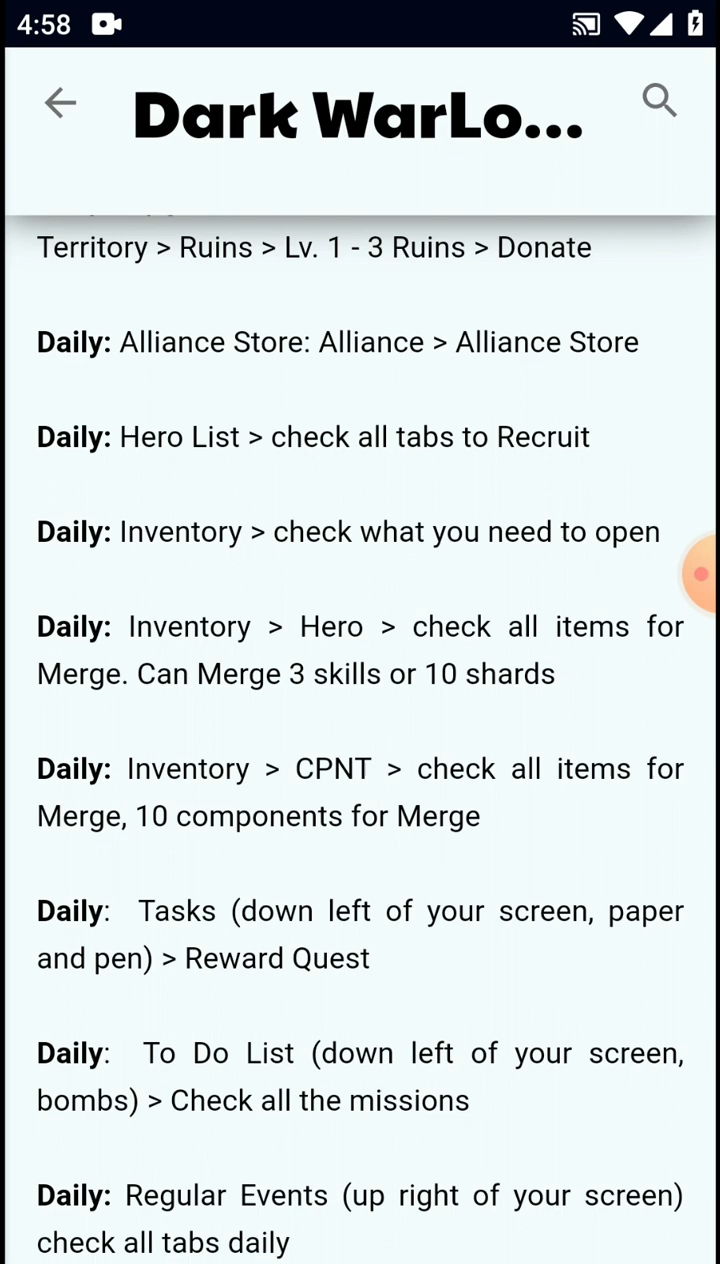 4:58
Dark WarLo...
Territory > Ruins > Lv. 1 - 3 Ruins > Donate
Daily: Alliance Store: Alliance > Alliance Store
Daily: Hero List > check all tabs to Recruit
Daily: Inventory > check what you need to open
Daily: Inventory > Hero > check all items for
Merge. Can Merge 3 skills or 10 shards
Daily: Inventory > CPNT > check all items for
Merge, 10 components for Merge
Daily: Tasks (down left of your screen, paper
and pen) > Reward Quest
Daily: To Do List (down left of your screen,
bombs) > Check all the missions
Daily: Regular Events (up right of your screen)
check all tabs daily